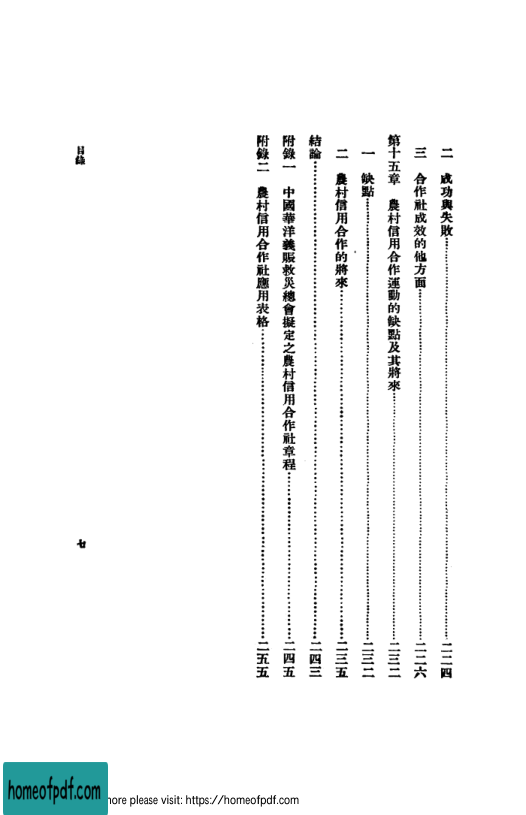 二　成功與失敗……二二四
三　合作社成效的他方面……二二六
第十五章　農村信用合作運動的缺點及其將來……二三二
一　缺點……二三二
二　農村信用合作的將來……二三五
結論……二四三
附錄一　中國華洋義賑救災總會擬定之農村信用合作社章程……二四五
附錄二　農村信用合作社應用表格……二五五
目錄
七
homeofpdf.com
more please visit: https://homeofpdf.com